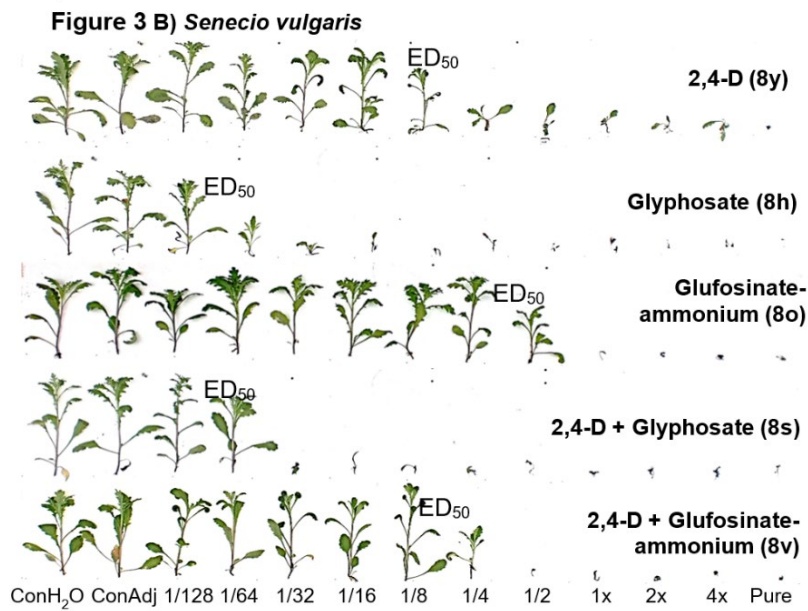 Figure 3 B) Senecio vulgaris
ED50
2,4-D (8y)
ED50
Glyphosate (8h)
ED50
Glufosinate-
ammonium (8o)
ED50
2,4-D + Glyphosate (8s)
ED50
2,4-D + Glufosinate-
ammonium (8v)
ConH2O ConAdj 1/128 1/64 1/32 1/16 1/8 1/4 1/2 1x 2x 4x Pure